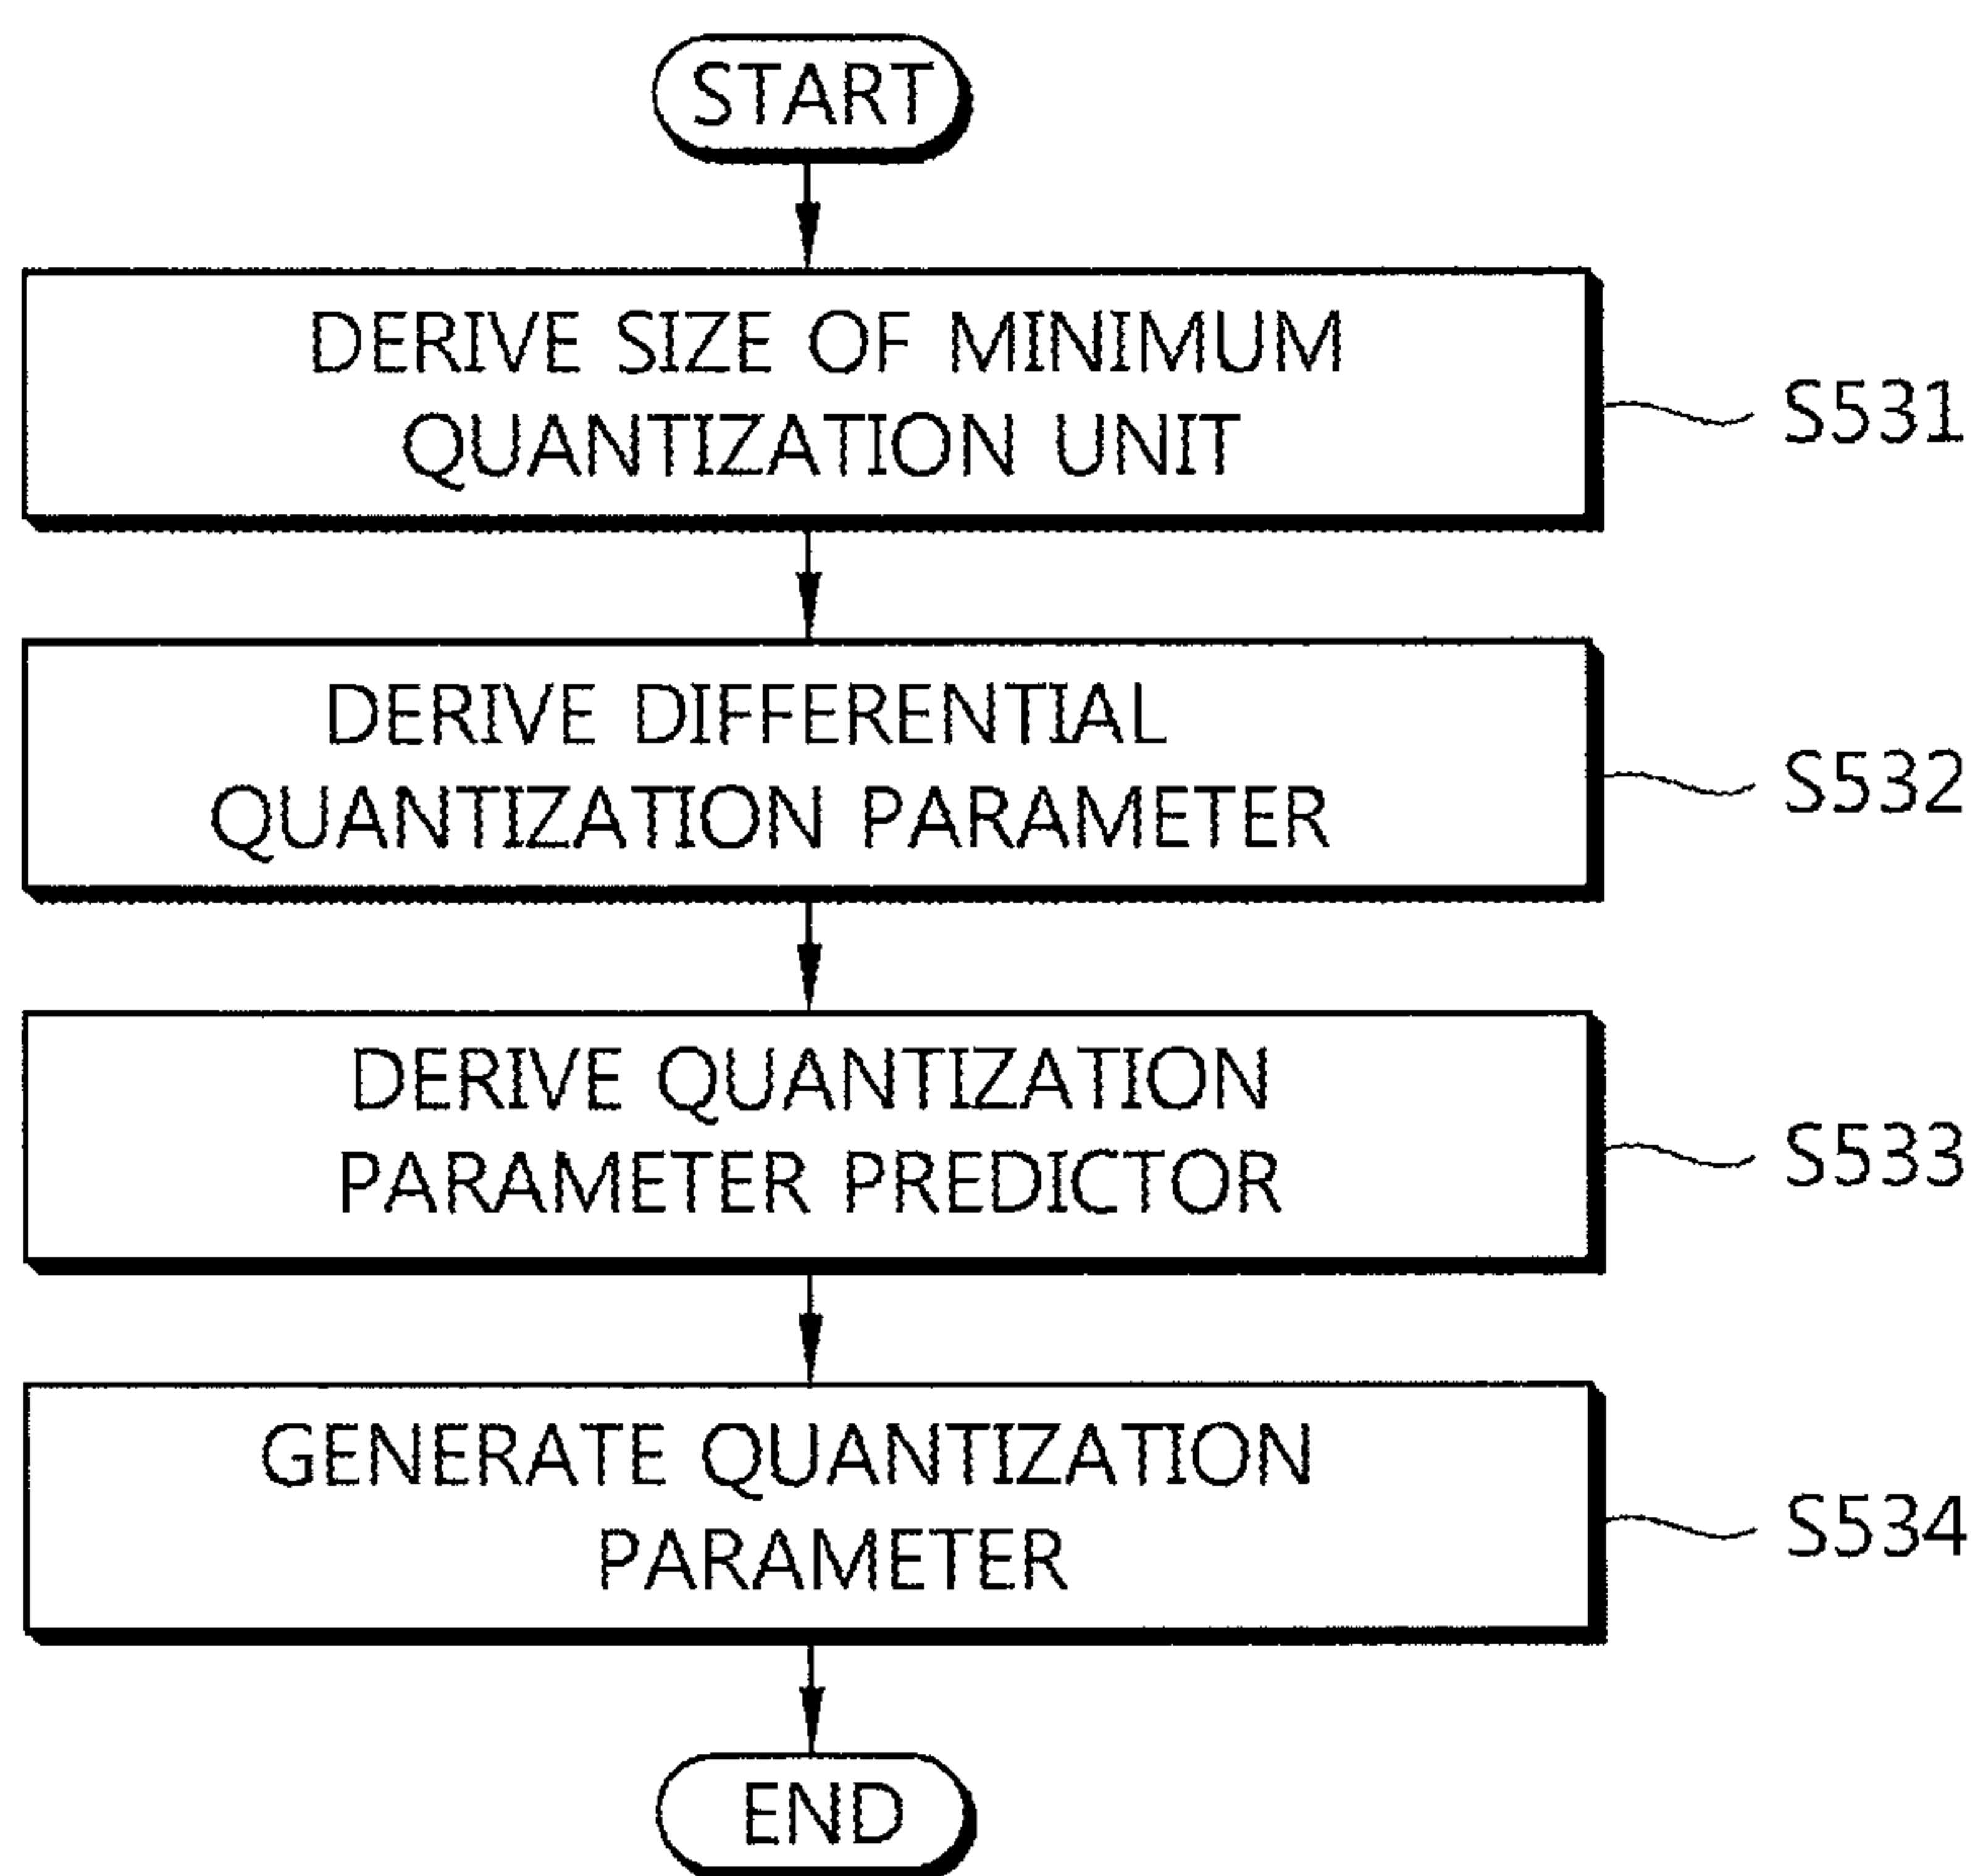 START
DERIVE SIZE OF MINIMUM
QUANTIZATION UNIT
S531
DERIVE DIFFERENTIAL
QUANTIZATION PARAMETER
S532
DERIVE QUANTIZATION
PARAMETER PREDICTOR
S533
GENERATE QUANTIZATION
PARAMETER
S534
END